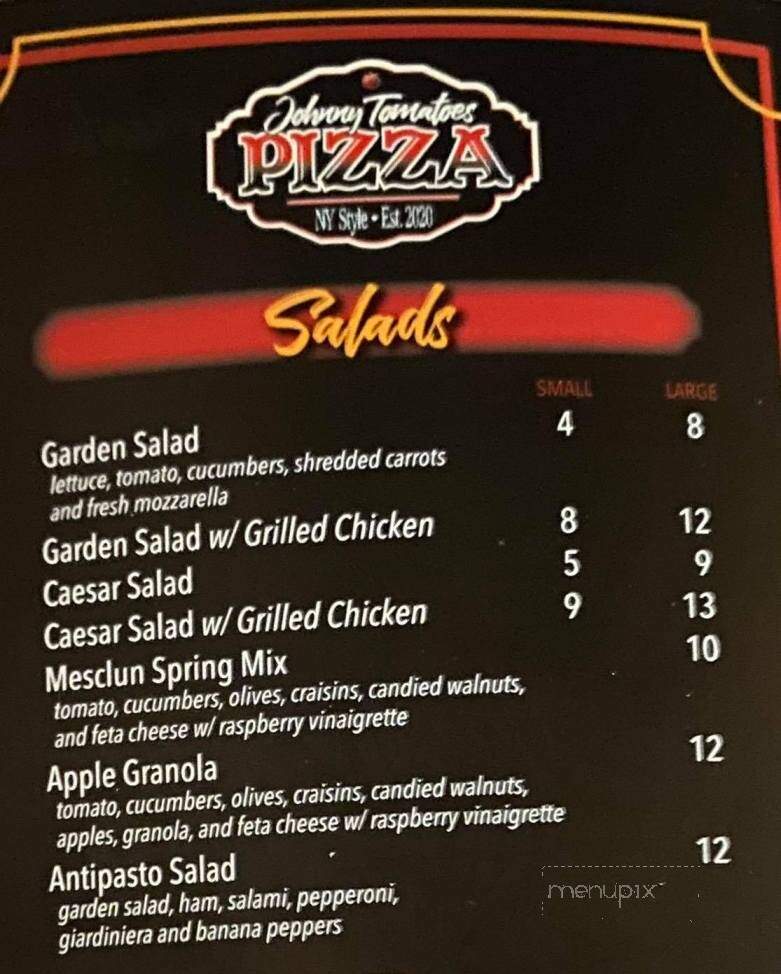 Johnny Tomatoes
PIZZA
NY Style • Est. 2020
Salads
SMALL LARGE
Garden Salad 4 8
lettuce, tomato, cucumbers, shredded carrots
and fresh mozzarella
Garden Salad w/ Grilled Chicken 8 12
Caesar Salad 5 9
Caesar Salad w/ Grilled Chicken 9 13
Mesclun Spring Mix 10
tomato, cucumbers, olives, craisins, candied walnuts,
and feta cheese w/ raspberry vinaigrette
Apple Granola 12
tomato, cucumbers, olives, craisins, candied walnuts,
apples, granola, and feta cheese w/ raspberry vinaigrette
Antipasto Salad 12
garden salad, ham, salami, pepperoni,
giardiniera and banana peppers
menupix